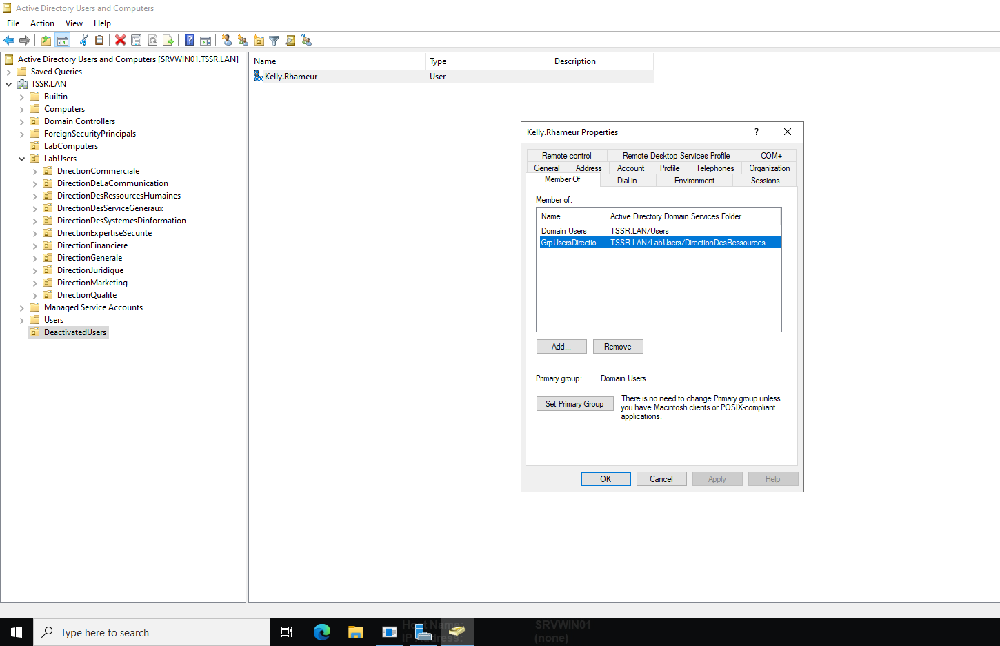 Active Directory Users and Computers
File Action View Help
Active Directory Users and Computers [SRVWIN01.TSSR.LAN]
Saved Queries
TSSR.LAN
Builtin
Computers
Domain Controllers
ForeignSecurityPrincipals
LabComputers
LabUsers
DirectionCommerciale
DirectionDeLaCommunication
DirectionDesRessourcesHumaines
DirectionDesServiceGeneraux
DirectionDesSystemesDinformation
DirectionExpertiseSecurite
DirectionFinanciere
DirectionGenerale
DirectionJuridique
DirectionMarketing
DirectionQualite
Managed Service Accounts
Users
DeactivatedUsers
Name Type Description
Kelly.Rhameur User
Kelly.Rhameur Properties
Remote control Remote Desktop Services Profile COM+
General Address Account Profile Telephones Organization
Member Of Dial-in Environment Sessions
Member of:
Name Active Directory Domain Services Folder
Domain Users TSSR.LAN/Users
GrpUsersDirectio... TSSR.LAN/LabUsers/DirectionDesRessources...
Add... Remove
Primary group: Domain Users
Set Primary Group
There is no need to change Primary group unless
you have Macintosh clients or POSIX-compliant
applications.
OK Cancel Apply Help
Type here to search
SRVWIN01
(none)